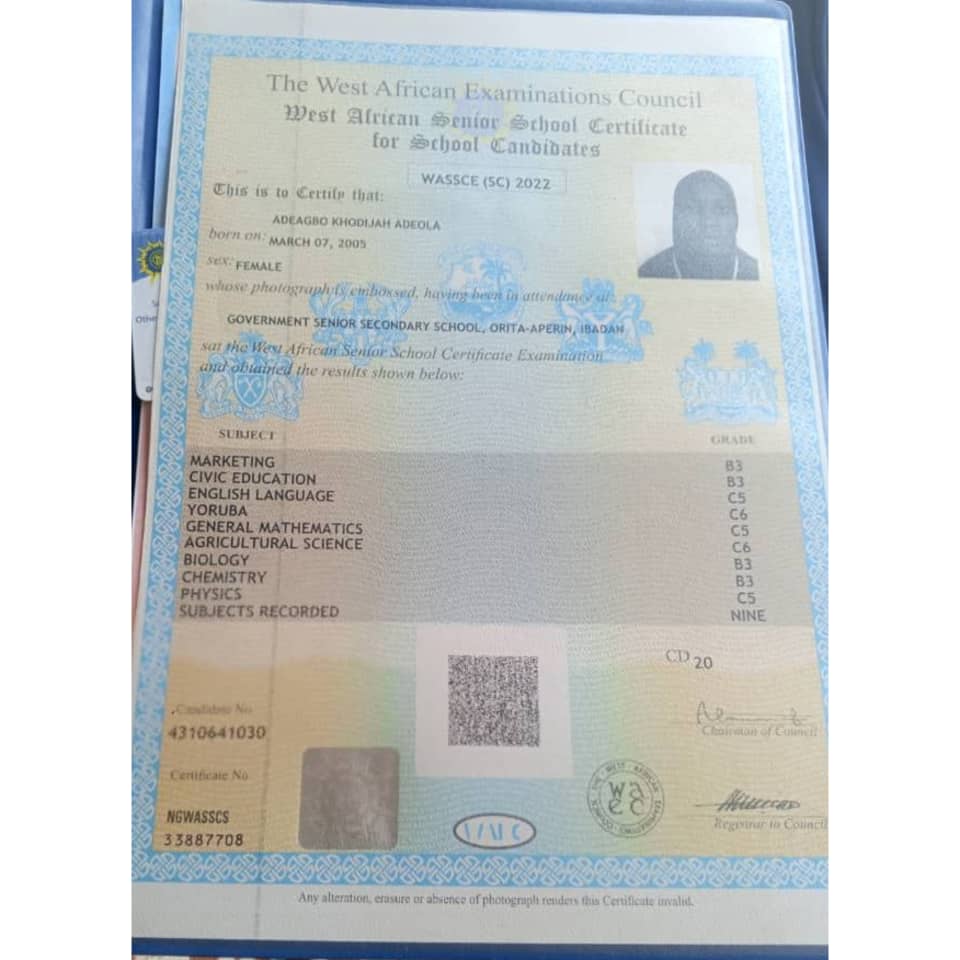 The West African Examinations Council
West African Senior School Certificate
for School Candidates
WASSCE (SC) 2022
This is to Certify that:
ADEAGBO KHODIJAH ADEOLA
born on: MARCH 07, 2005
sex: FEMALE
whose photograph is embossed, having been in attendance at:
GOVERNMENT SENIOR SECONDARY SCHOOL, ORITA-APERIN, IBADAN
sat the West African Senior School Certificate Examination
and obtained the results shown below:
SUBJECT GRADE
MARKETING B3
CIVIC EDUCATION B3
ENGLISH LANGUAGE C5
YORUBA C6
GENERAL MATHEMATICS C5
AGRICULTURAL SCIENCE C6
BIOLOGY B3
CHEMISTRY B3
PHYSICS C5
SUBJECTS RECORDED NINE
CD 20
Candidate No
4310641030
Chairman of Council
Certificate No
NGWASSCS
33887708
THE WEST AFRICAN EXAMINATIONS COUNCIL
WAEC
Registrar to Council
WAEC
Any alteration, erasure or absence of photograph renders this Certificate invalid.